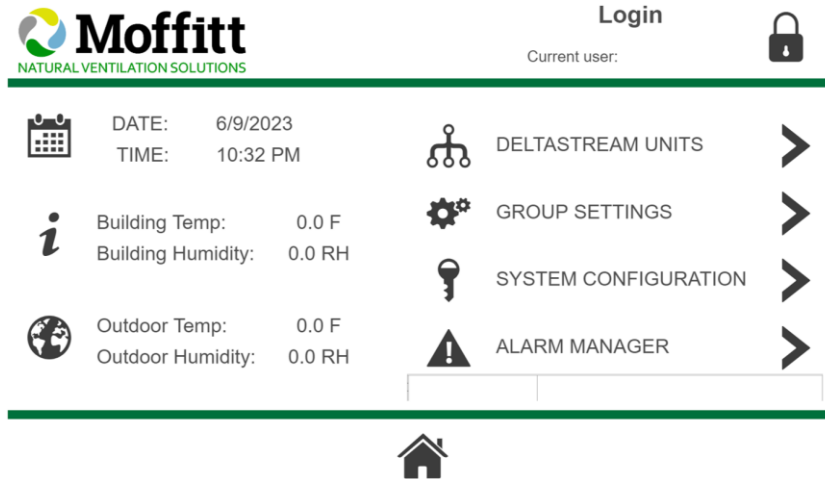 Moffitt
NATURAL VENTILATION SOLUTIONS
Login
Current user:
DATE: 6/9/2023
TIME: 10:32 PM
Building Temp: 0.0 F
Building Humidity: 0.0 RH
Outdoor Temp: 0.0 F
Outdoor Humidity: 0.0 RH
DELTASTREAM UNITS
GROUP SETTINGS
SYSTEM CONFIGURATION
ALARM MANAGER